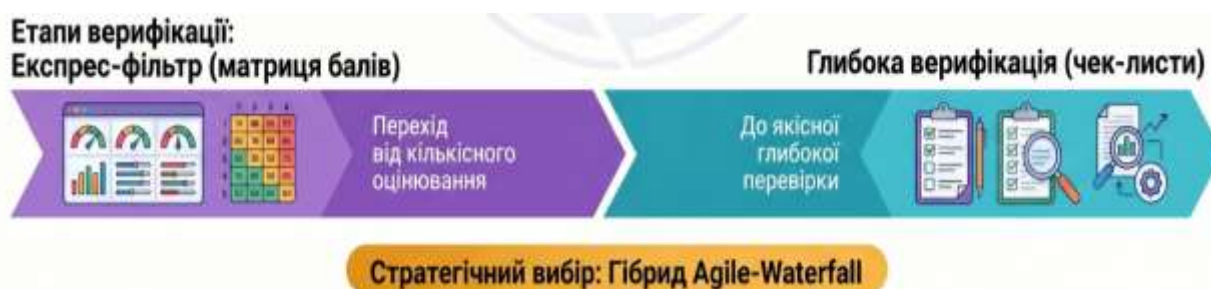 Етапи верифікації:
Експрес-фільтр (матриця балів)
Глибока верифікація (чек-листи)
Перехід
від кількісного
оцінювання
До якісної
глибокої
перевірки
Стратегічний вибір: Гібрид Agile-Waterfall